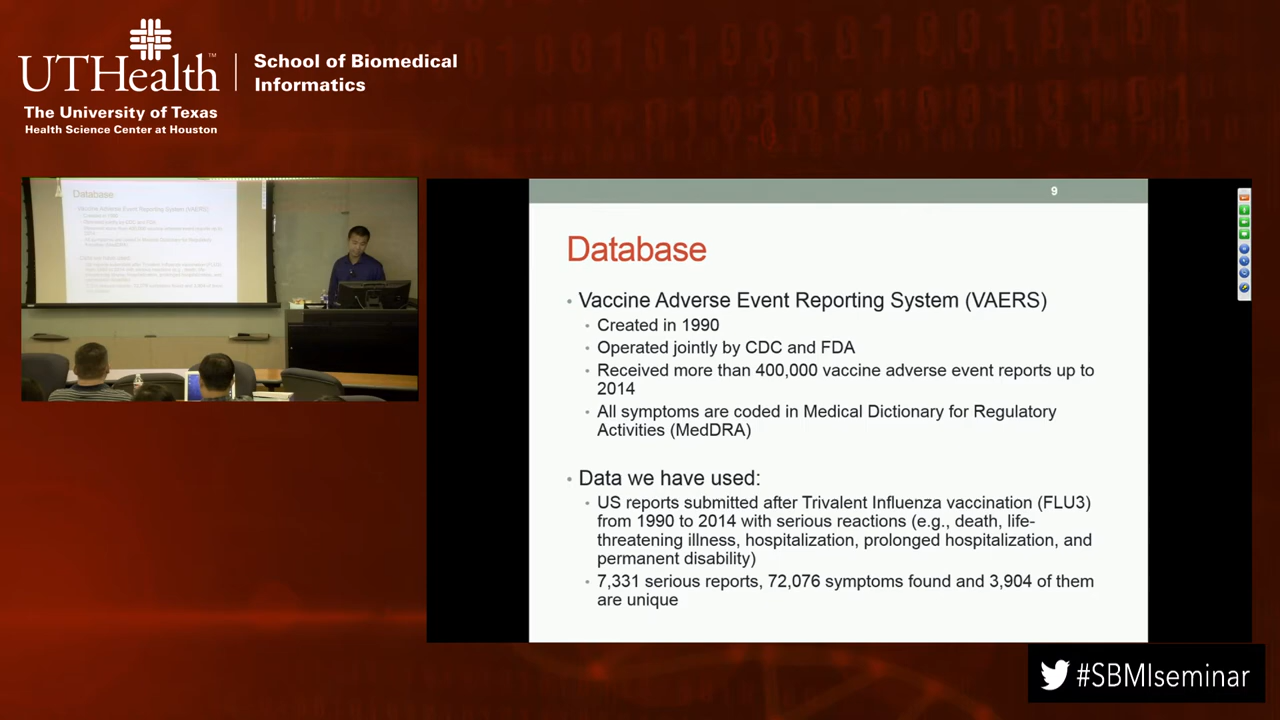 UTHealth™
The University of Texas
Health Science Center at Houston
School of Biomedical
Informatics
Database
9
Database
• Vaccine Adverse Event Reporting System (VAERS)
• Created in 1990
• Operated jointly by CDC and FDA
• Received more than 400,000 vaccine adverse event reports up to
2014
• All symptoms are coded in Medical Dictionary for Regulatory
Activities (MedDRA)
• Data we have used:
• US reports submitted after Trivalent Influenza vaccination (FLU3)
from 1990 to 2014 with serious reactions (e.g., death, life-
threatening illness, hospitalization, prolonged hospitalization, and
permanent disability)
• 7,331 serious reports, 72,076 symptoms found and 3,904 of them
are unique
#SBMIseminar